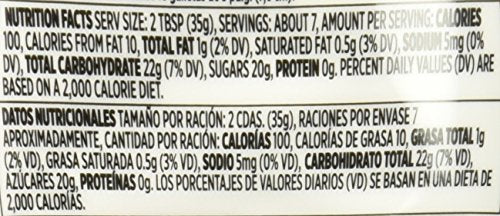 NUTRITION FACTS SERV SIZE: 2 TBSP (35g), SERVINGS: ABOUT 7, AMOUNT PER SERVING: CALORIES
100, CALORIES FROM FAT 10, TOTAL FAT 1g (2% DV), SATURATED FAT 0.5g (3% DV), SODIUM 5mg (0%
DV), TOTAL CARBOHYDRATE 22g (7% DV), SUGARS 20g, PROTEIN 0g. PERCENT DAILY VALUES (DV) ARE
BASED ON A 2,000 CALORIE DIET.
DATOS NUTRICIONALES TAMAÑO POR RACIÓN: 2 CDAS. (35g), RACIONES POR ENVASE 7
APROXIMADAMENTE, CANTIDAD POR RACIÓN: CALORÍAS 100, CALORÍAS DE GRASA 10, GRASA TOTAL 1g
(2% VD), GRASA SATURADA 0.5g (3% VD), SODIO 5mg (0% VD), CARBOHIDRATO TOTAL 22g (7% VD),
AZÚCARES 20g, PROTEÍNAS 0g. LOS PORCENTAJES DE VALORES DIARIOS (VD) SE BASAN EN UNA DIETA DE
2,000 CALORÍAS.